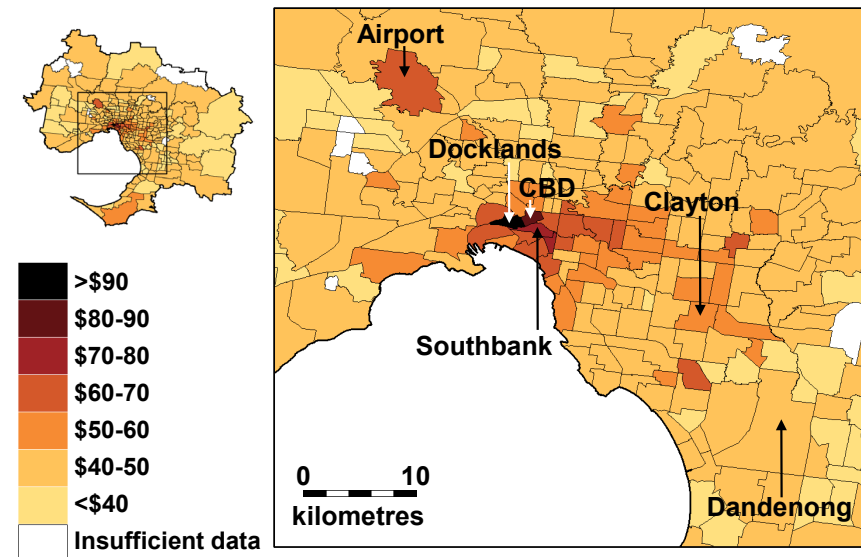 Airport
Docklands
CBD
Clayton
Southbank
Dandenong
0 10
kilometres
>$90
$80-90
$70-80
$60-70
$50-60
$40-50
<$40
Insufficient data